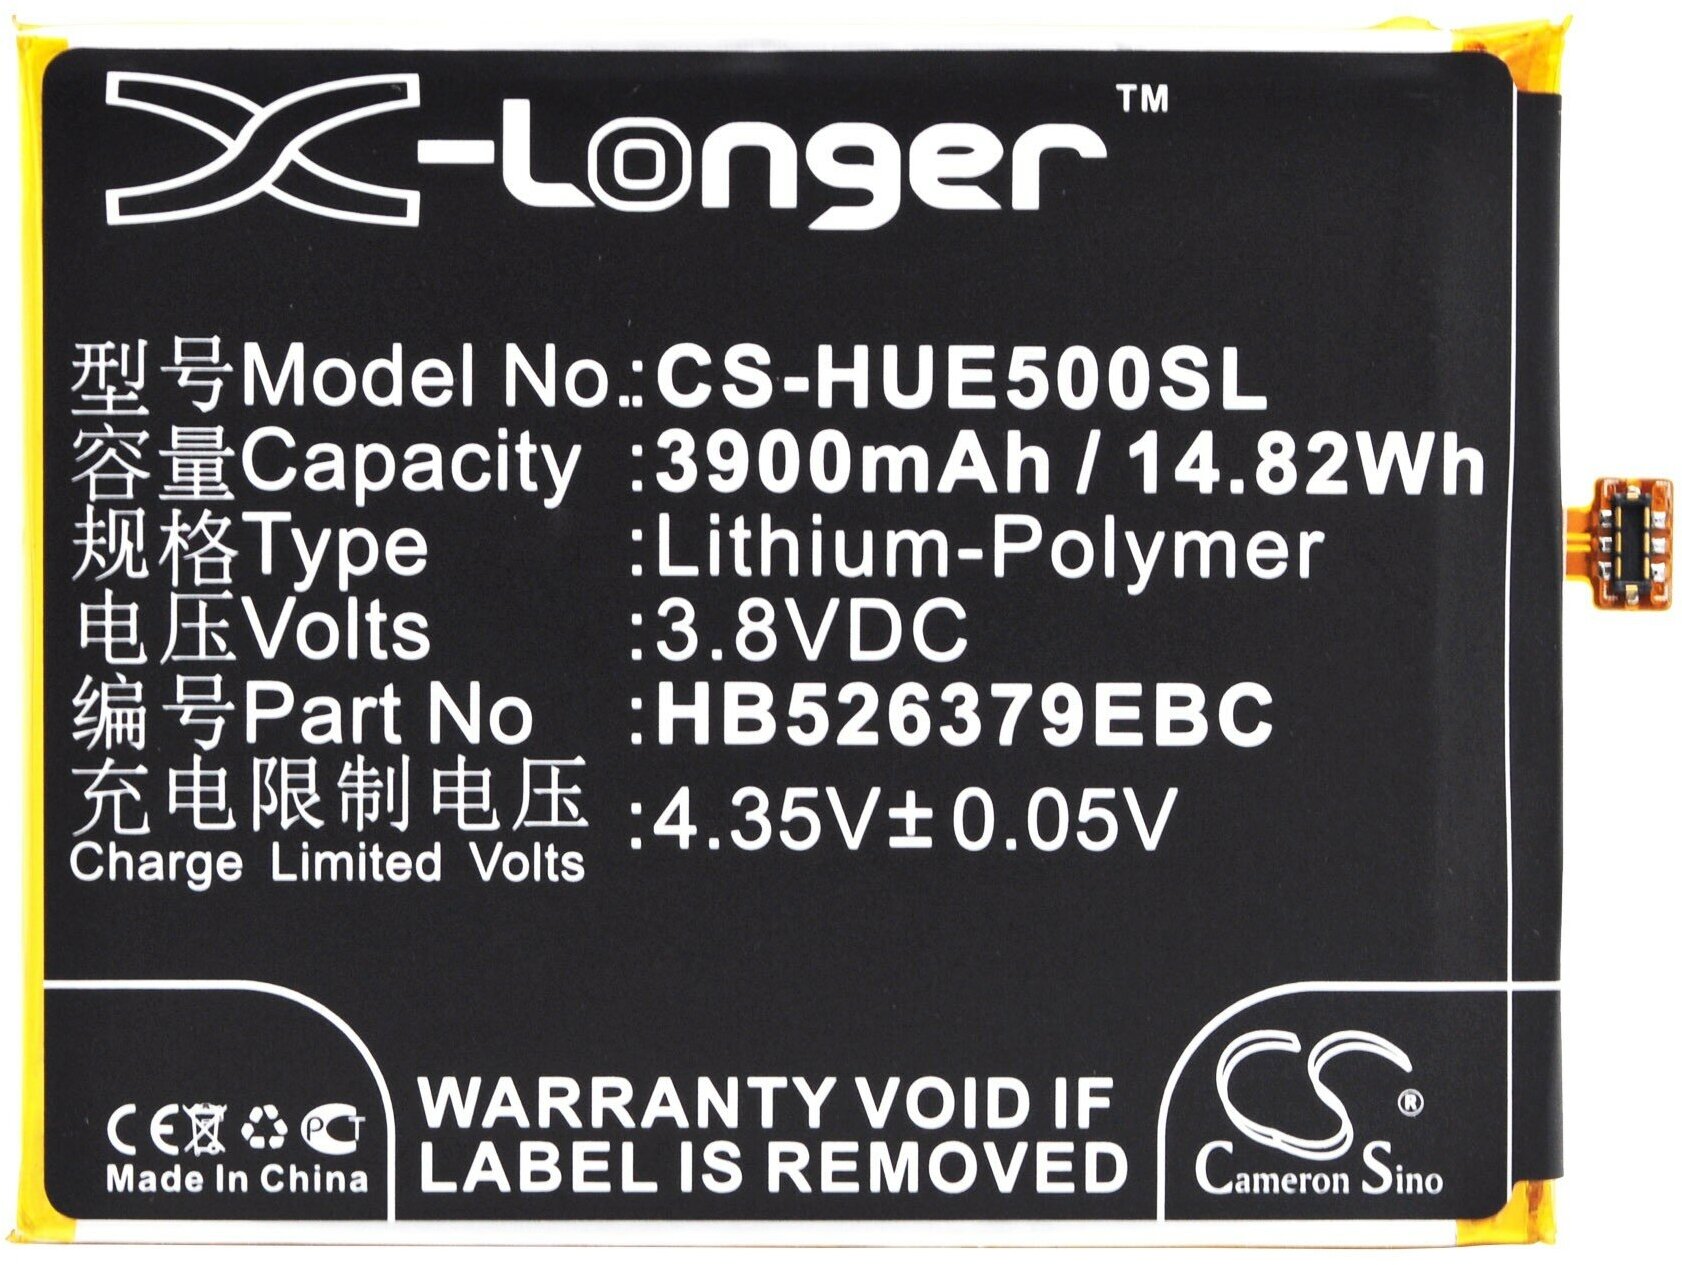 X-Longer™
型号Model No.:CS-HUE500SL
容量Capacity :3900mAh / 14.82Wh
规格Type :Lithium-Polymer
电压Volts :3.8VDC
编号Part No :HB526379EBC
充电限制电压 :4.35V±0.05V
Charge Limited Volts
CE PCT
Made In China
WARRANTY VOID IF
LABEL IS REMOVED
CS®
Cameron Sino